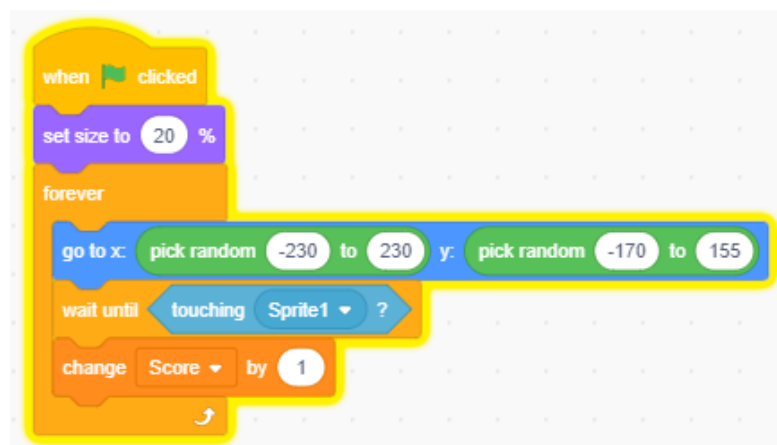 when clicked
set size to 20 %
forever
go to x: pick random -230 to 230 y: pick random -170 to 155
wait until touching Sprite1 ?
change Score by 1